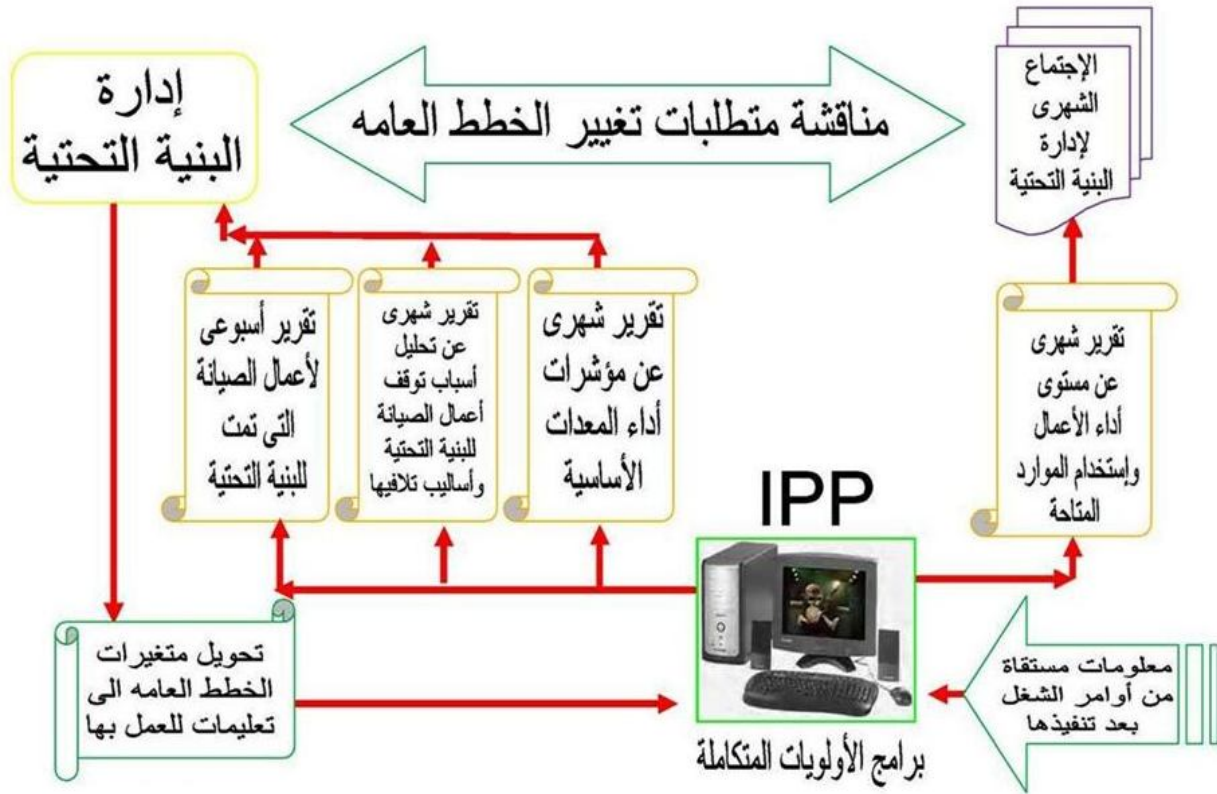 إدارة
البنية التحتية
مناقشة متطلبات تغيير الخطط العامه
الإجتماع
الشهرى
لإدارة
البنية التحتية
تقرير أسبوعى
لأعمال الصيانة
التى تمت
للبنية التحتية
تقرير شهرى
عن تحليل
أسباب توقف
أعمال الصيانة
للبنية التحتية
وأساليب تلافيها
تقرير شهرى
عن مؤشرات
أداء المعدات
الأساسية
تقرير شهرى
عن مستوى
أداء الأعمال
وإستخدام الموارد
المتاحة
IPP
برامج الأولويات المتكاملة
تحويل متغيرات
الخطط العامه الى
تعليمات للعمل بها
معلومات مستقاة
من أوامر الشغل
بعد تنفيذها